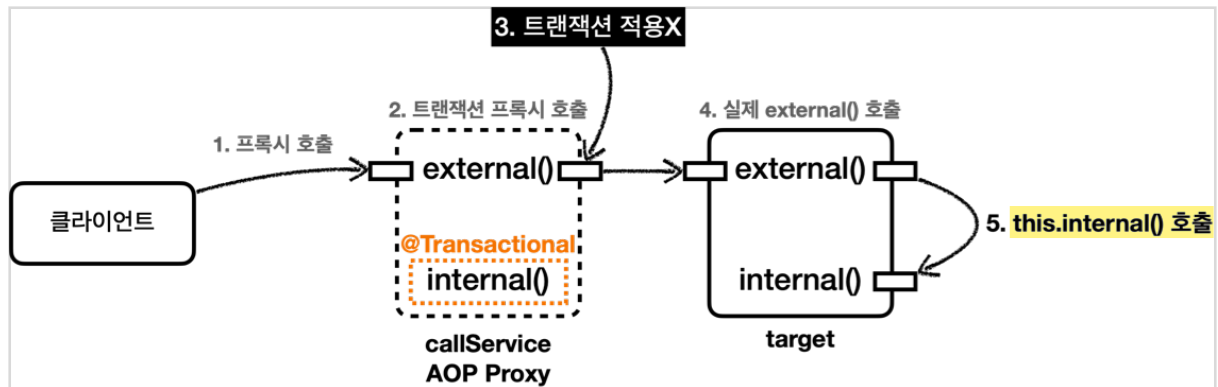 3. 트랜잭션 적용X
2. 트랜잭션 프록시 호출
4. 실제 external() 호출
1. 프록시 호출
external()
external()
클라이언트
5. this.internal() 호출
@Transactional
internal()
internal()
callService
AOP Proxy
target